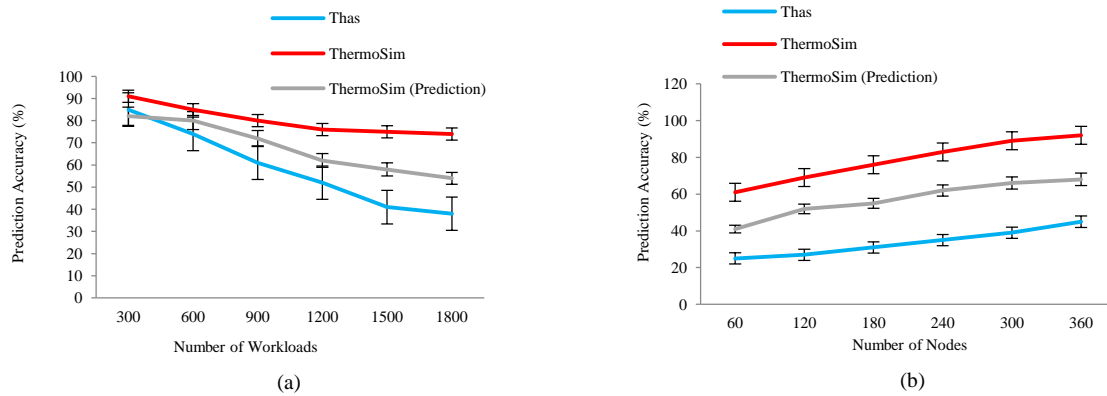 Thas
ThermoSim
ThermoSim (Prediction)
100
90
80
70
60
50
40
30
20
10
0
Prediction Accuracy (%)
300 600 900 1200 1500 1800
Number of Workloads
(a)
Thas
ThermoSim
ThermoSim (Prediction)
120
100
80
60
40
20
0
Prediction Accuracy (%)
60 120 180 240 300 360
Number of Nodes
(b)